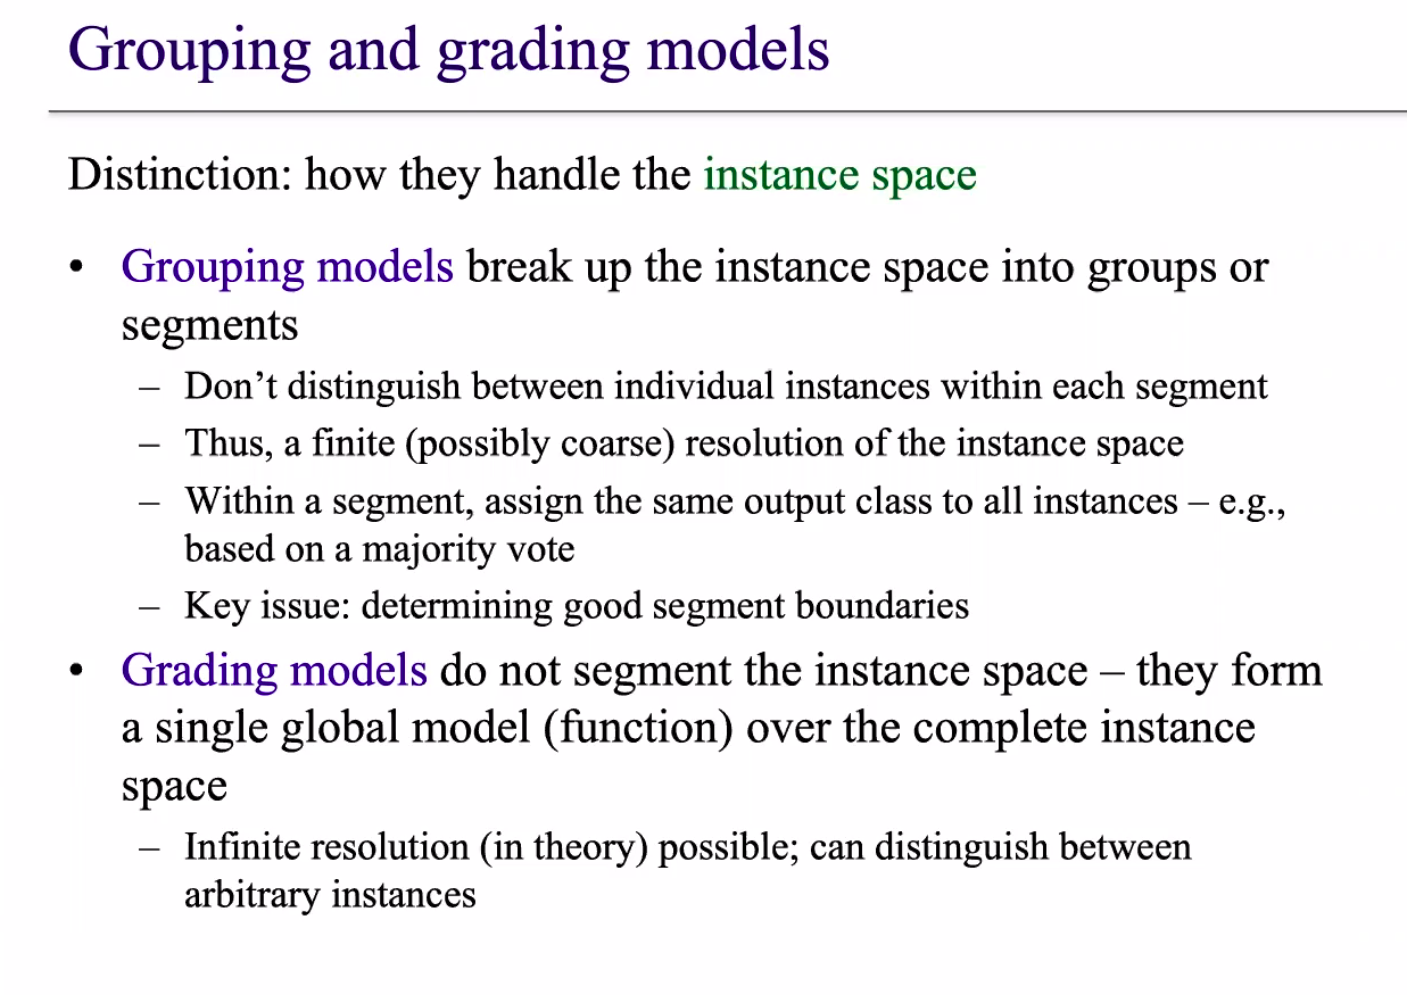 Grouping and grading models
Distinction: how they handle the instance space
• Grouping models break up the instance space into groups or
segments
– Don’t distinguish between individual instances within each segment
– Thus, a finite (possibly coarse) resolution of the instance space
– Within a segment, assign the same output class to all instances – e.g.,
based on a majority vote
– Key issue: determining good segment boundaries
• Grading models do not segment the instance space – they form
a single global model (function) over the complete instance
space
– Infinite resolution (in theory) possible; can distinguish between
arbitrary instances